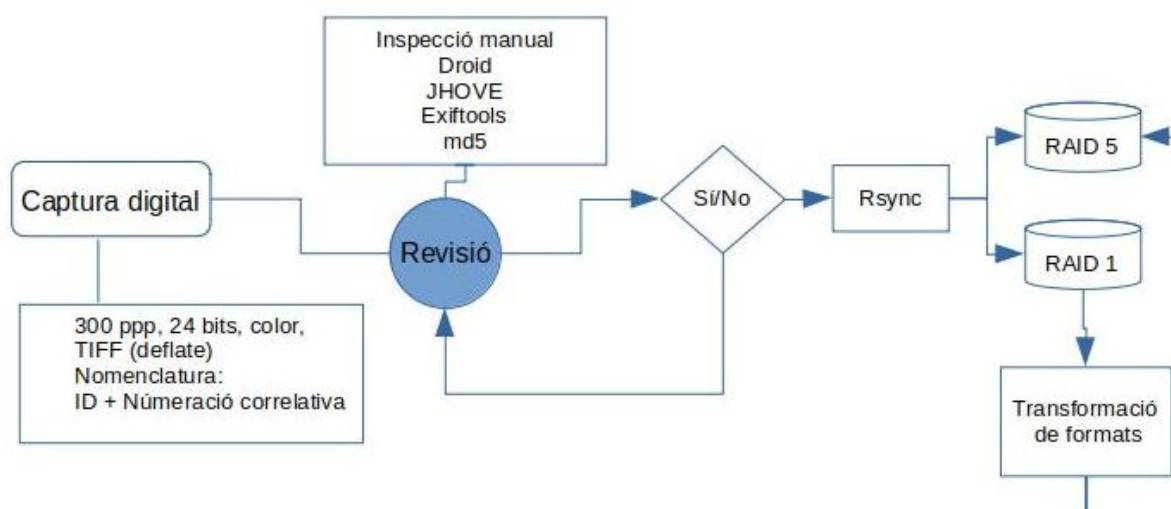 Inspecció manual
Droid
JHOVE
Exiftools
md5
Captura digital
Revisió
Sí/No
Rsync
RAID 5
RAID 1
300 ppp, 24 bits, color,
TIFF (deflate)
Nomenclatura:
ID + Númeració correlativa
Transformació
de formats